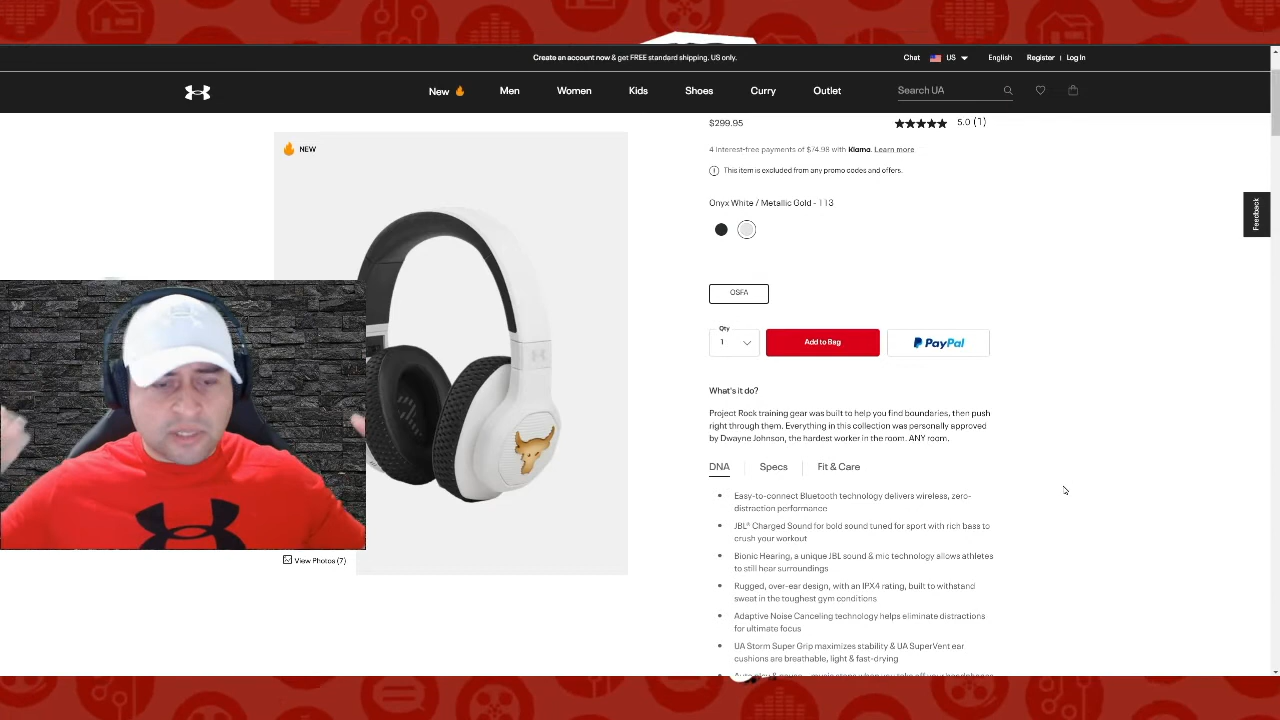 Create an account now & get FREE standard shipping. US only.
Chat US English Register | Log In
New Men Women Kids Shoes Curry Outlet Search UA
$299.95 5.0 (1)
4 interest-free payments of $74.98 with Klarna. Learn more
NEW
This item is excluded from any promo codes and offers.
Onyx White / Metallic Gold - 113
Feedback
OSFA
Qty
1 Add to Bag PayPal
What's it do?
Project Rock training gear was built to help you find boundaries, then push
right through them. Everything in this collection was personally approved
by Dwayne Johnson, the hardest worker in the room. ANY room.
DNA Specs Fit & Care
Easy-to-connect Bluetooth technology delivers wireless, zero-
distraction performance
JBL® Charged Sound for bold sound tuned for sport with rich bass to
crush your workout
Bionic Hearing, a unique JBL sound & mic technology allows athletes
to still hear surroundings
Rugged, over-ear design, with an IPX4 rating, built to withstand
sweat in the toughest gym conditions
Adaptive Noise Canceling technology helps eliminate distractions
for ultimate focus
UA Storm Super Grip maximizes stability & UA SuperVent ear
cushions are breathable, light & fast-drying
View Photos (7)